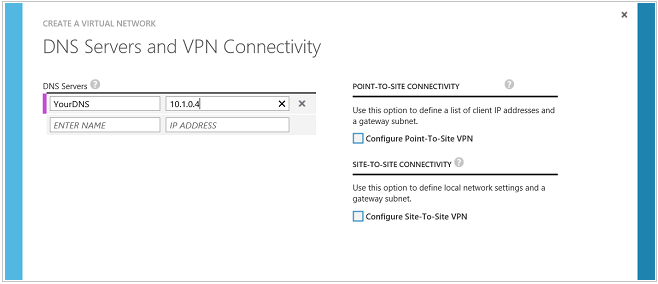 CREATE A VIRTUAL NETWORK
DNS Servers and VPN Connectivity
DNS Servers
YourDNS 10.1.0.4
ENTER NAME IP ADDRESS
POINT-TO-SITE CONNECTIVITY
Use this option to define a list of client IP addresses and
a gateway subnet.
Configure Point-To-Site VPN
SITE-TO-SITE CONNECTIVITY
Use this option to define local network settings and a
gateway subnet.
Configure Site-To-Site VPN